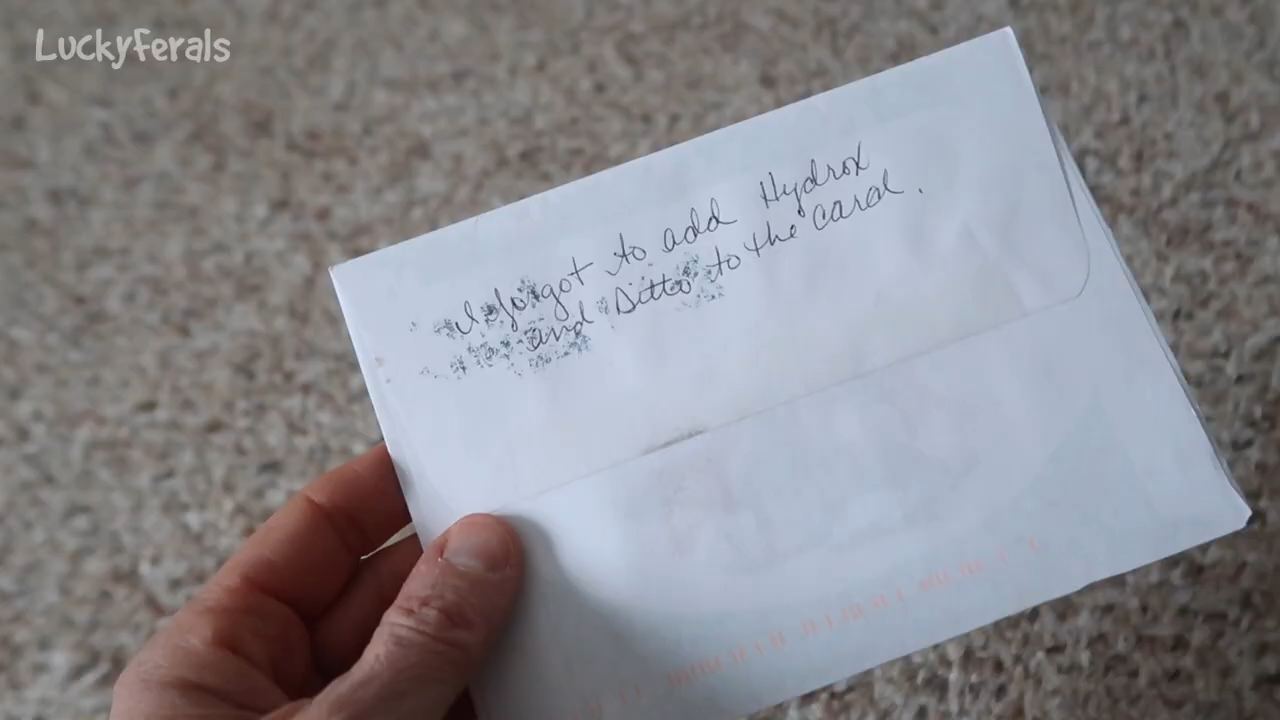 LuckyFerals
I forgot to add Hydrox
and Ditto to the card.